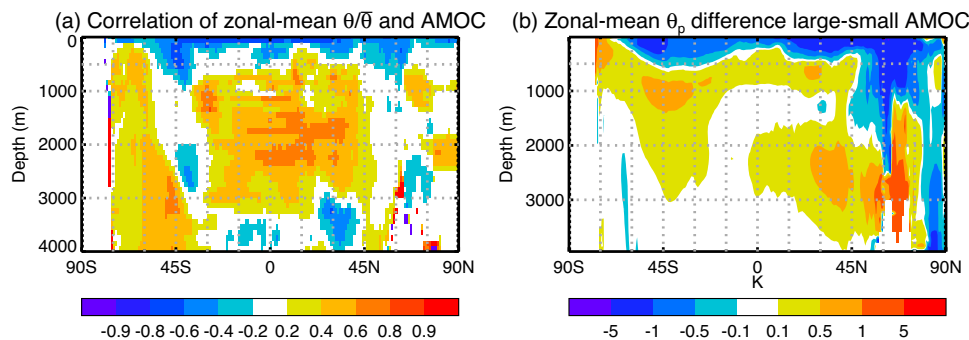 (a) Correlation of zonal-mean θ/θ̅ and AMOC
(b) Zonal-mean θp difference large-small AMOC
Depth (m)
0
1000
2000
3000
4000
90S 45S 0 45N 90N
-0.9 -0.8 -0.6 -0.4 -0.2 0.2 0.4 0.6 0.8 0.9
Depth (m)
0
1000
2000
3000
90S 45S 0 45N 90N
K
-5 -1 -0.5 -0.1 0.1 0.5 1 5